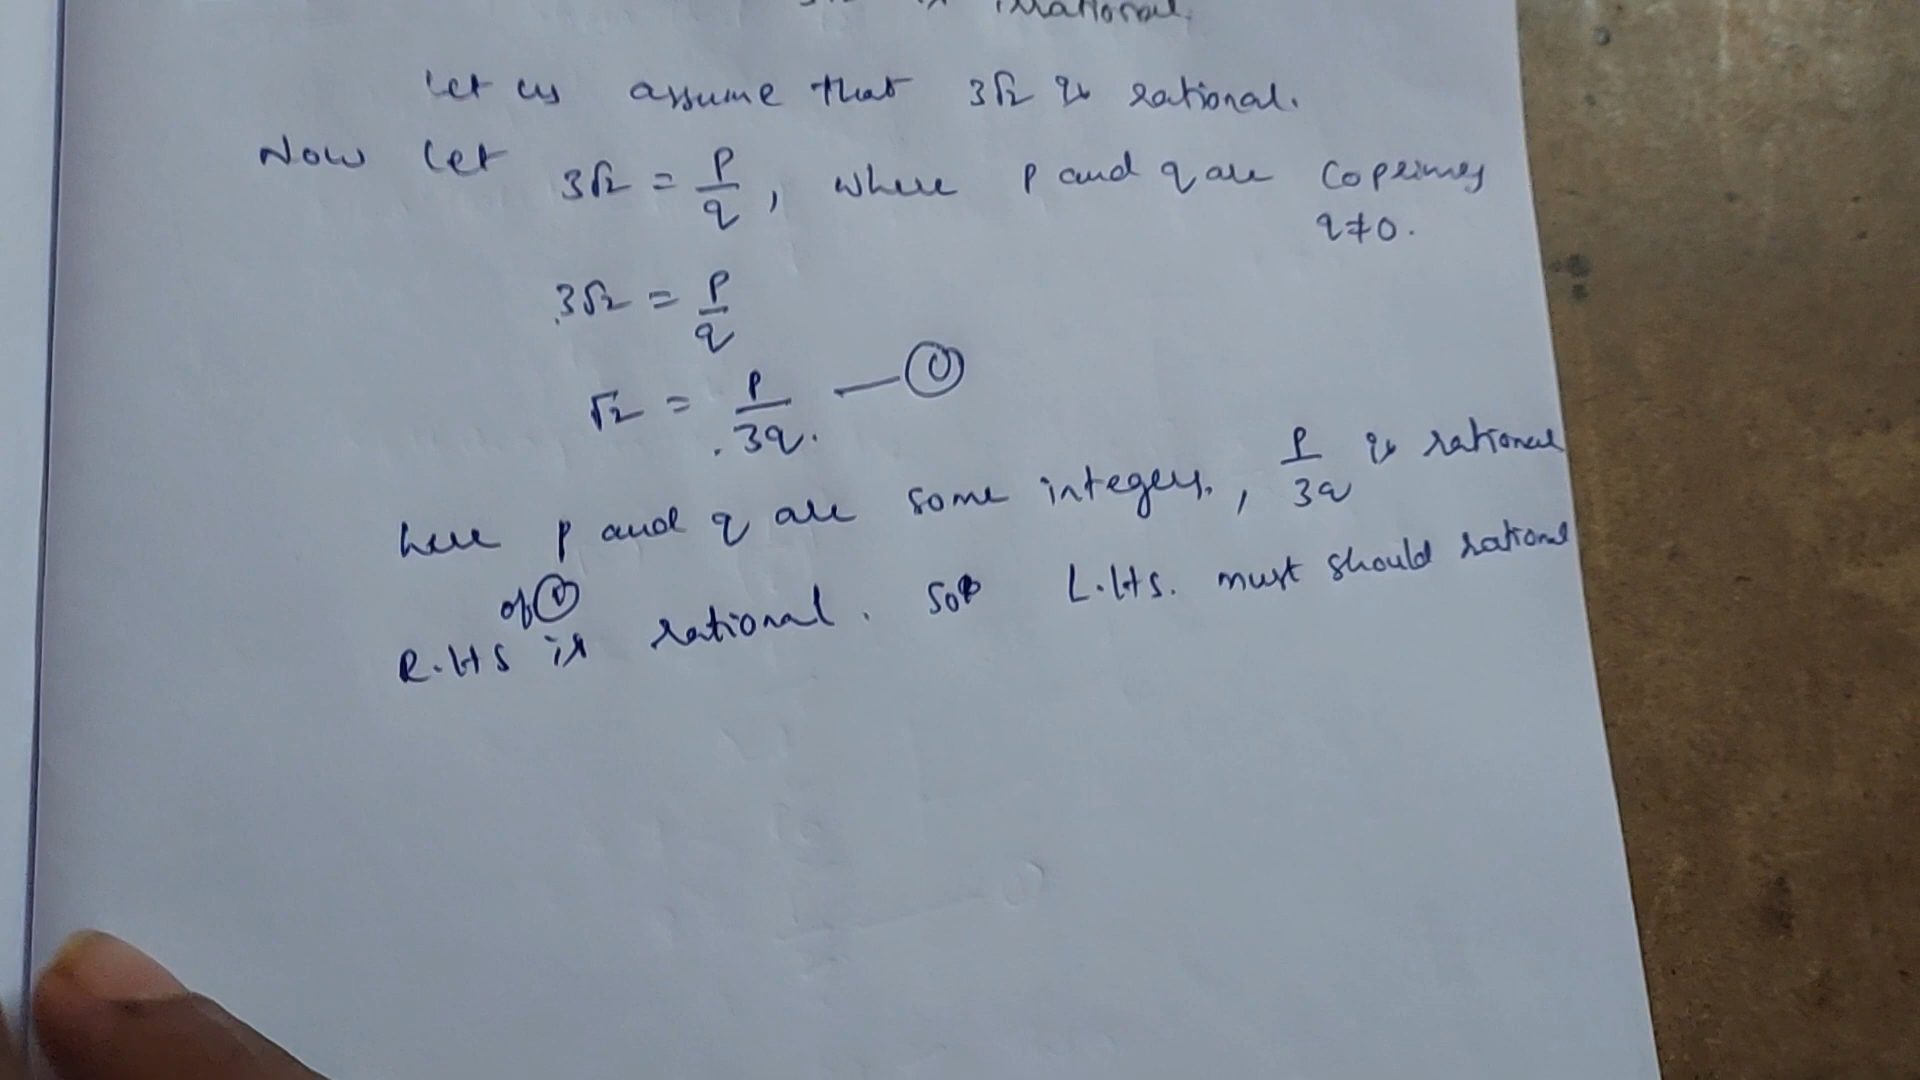 is irrational.
let us assume that 3√2 is rational.
Now let 3√2 = p/q, where p and q are coprimes
q≠0.
3√2 = p/q
√2 = p/3q. — ①
here p and q are some integers, p/3q is rational
of ①
R.H.S is rational. So L.H.S. must should rational